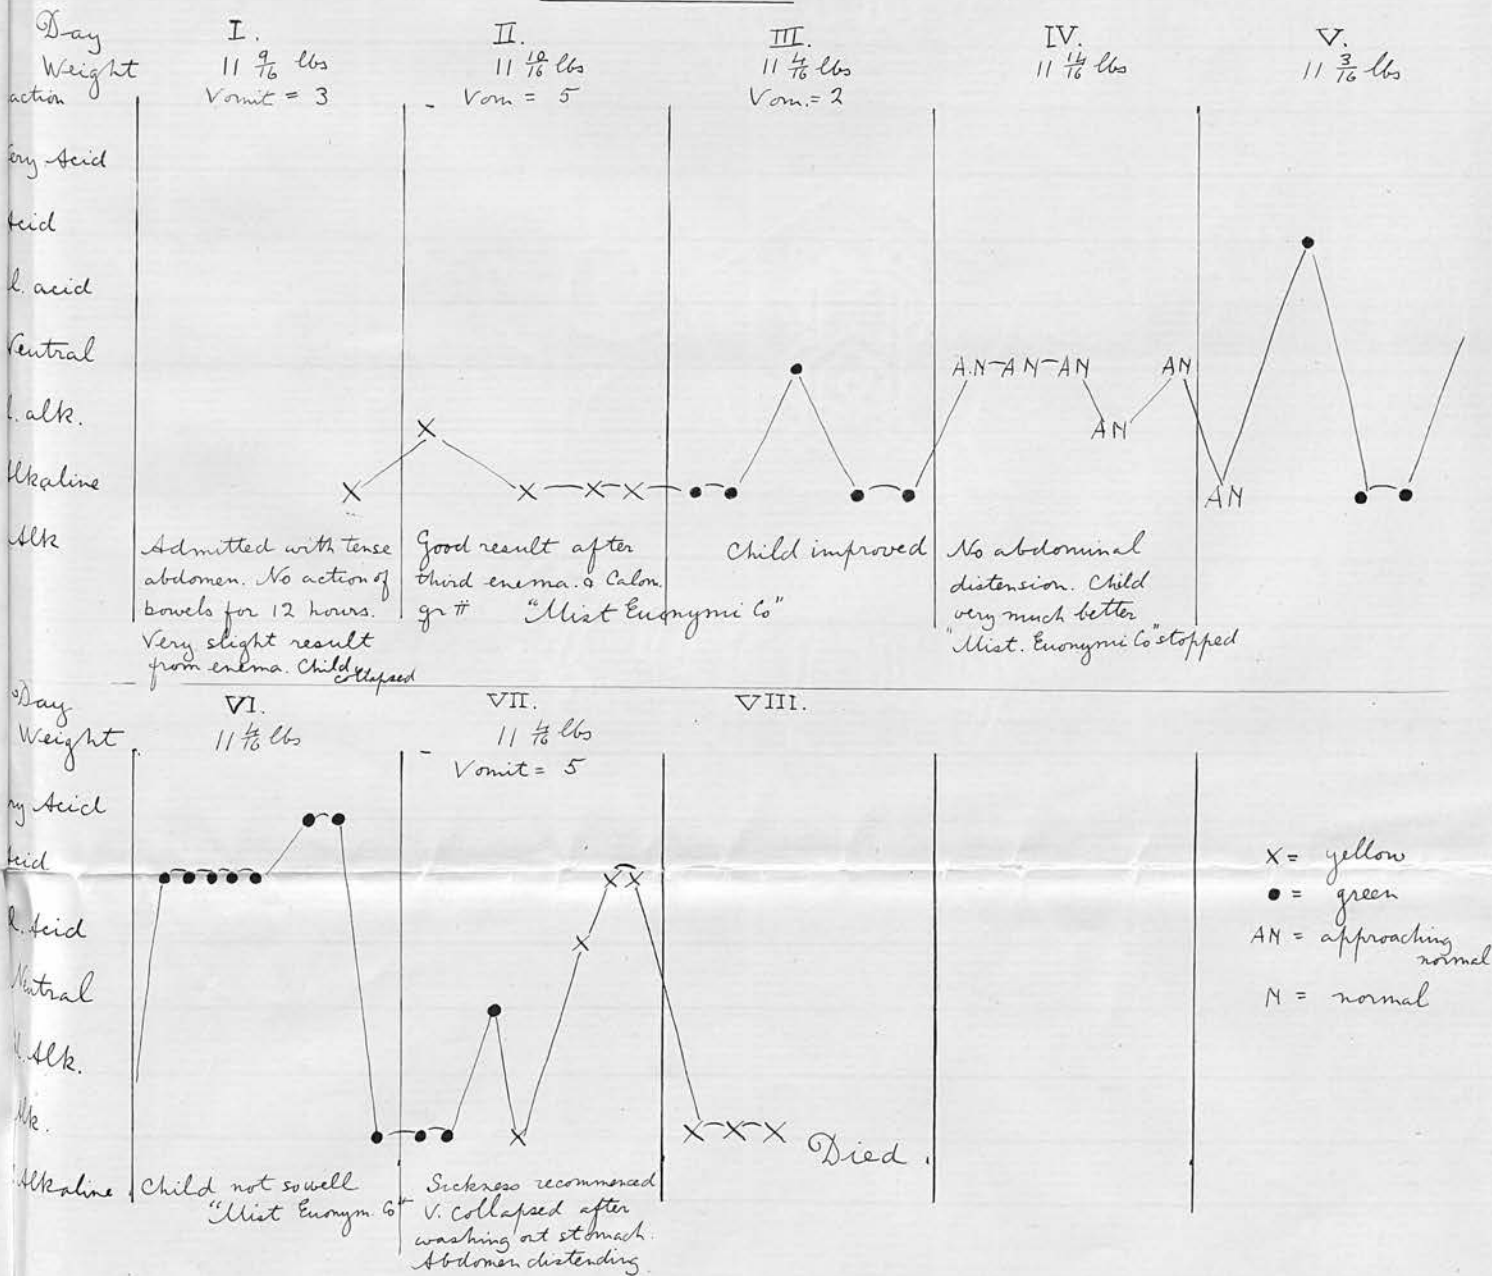 Day I. II. III. IV. V.
Weight 11 9/16 lbs 11 10/16 lbs 11 4/16 lbs 11 14/16 lbs 11 3/16 lbs
action Vomit = 3 Vom = 5 Vom. = 2
ery Acid
Acid
l. acid
Neutral
A.N AN AN AN
l. alk.
X AN
Alkaline
X X X X AN
Alk
Admitted with tense
abdomen. No action of
bowels for 12 hours.
Very slight result
from enema. Child collapsed
Good result after
third enema. & Calom.
gr II "Mist Euonymi Co"
Child improved
No abdominal
distension. Child
very much better
"Mist. Euonymi Co" stopped
Day VI. VII. VIII.
Weight 11 4/16 lbs 11 4/16 lbs
Vomit = 5
ry Acid
Acid
X X
l. Acid
X
Neutral
l. Alk.
Alk.
X X X X Died.
Alkaline
Child not so well
"Mist Euonym. Co"
Sickness recommenced
V. collapsed after
washing out stomach.
Abdomen distending
X = yellow
● = green
AN = approaching
normal
N = normal